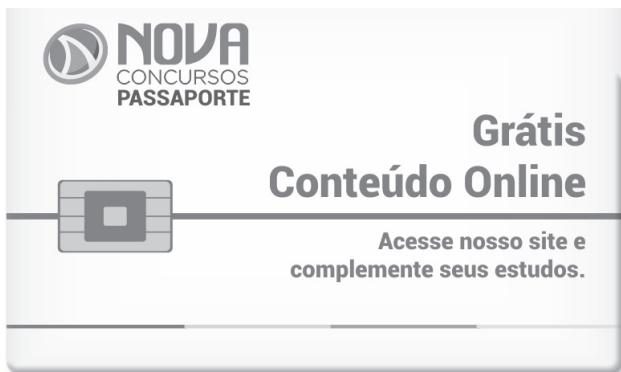 NOVA
CONCURSOS
PASSAPORTE
Grátis
Conteúdo Online
Acesse nosso site e
complemente seus estudos.